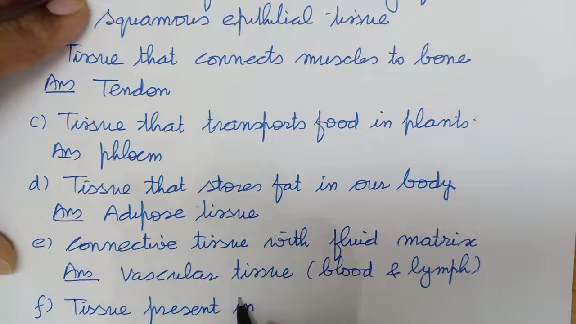 squamous epithelial tissue
Tissue that connects muscles to bone
Ans Tendon
c) Tissue that transports food in plants.
Ans phloem
d) Tissue that stores fat in our body
Ans Adipose tissue
e) Connective tissue with fluid matrix
Ans Vascular tissue (blood & lymph)
f) Tissue present in